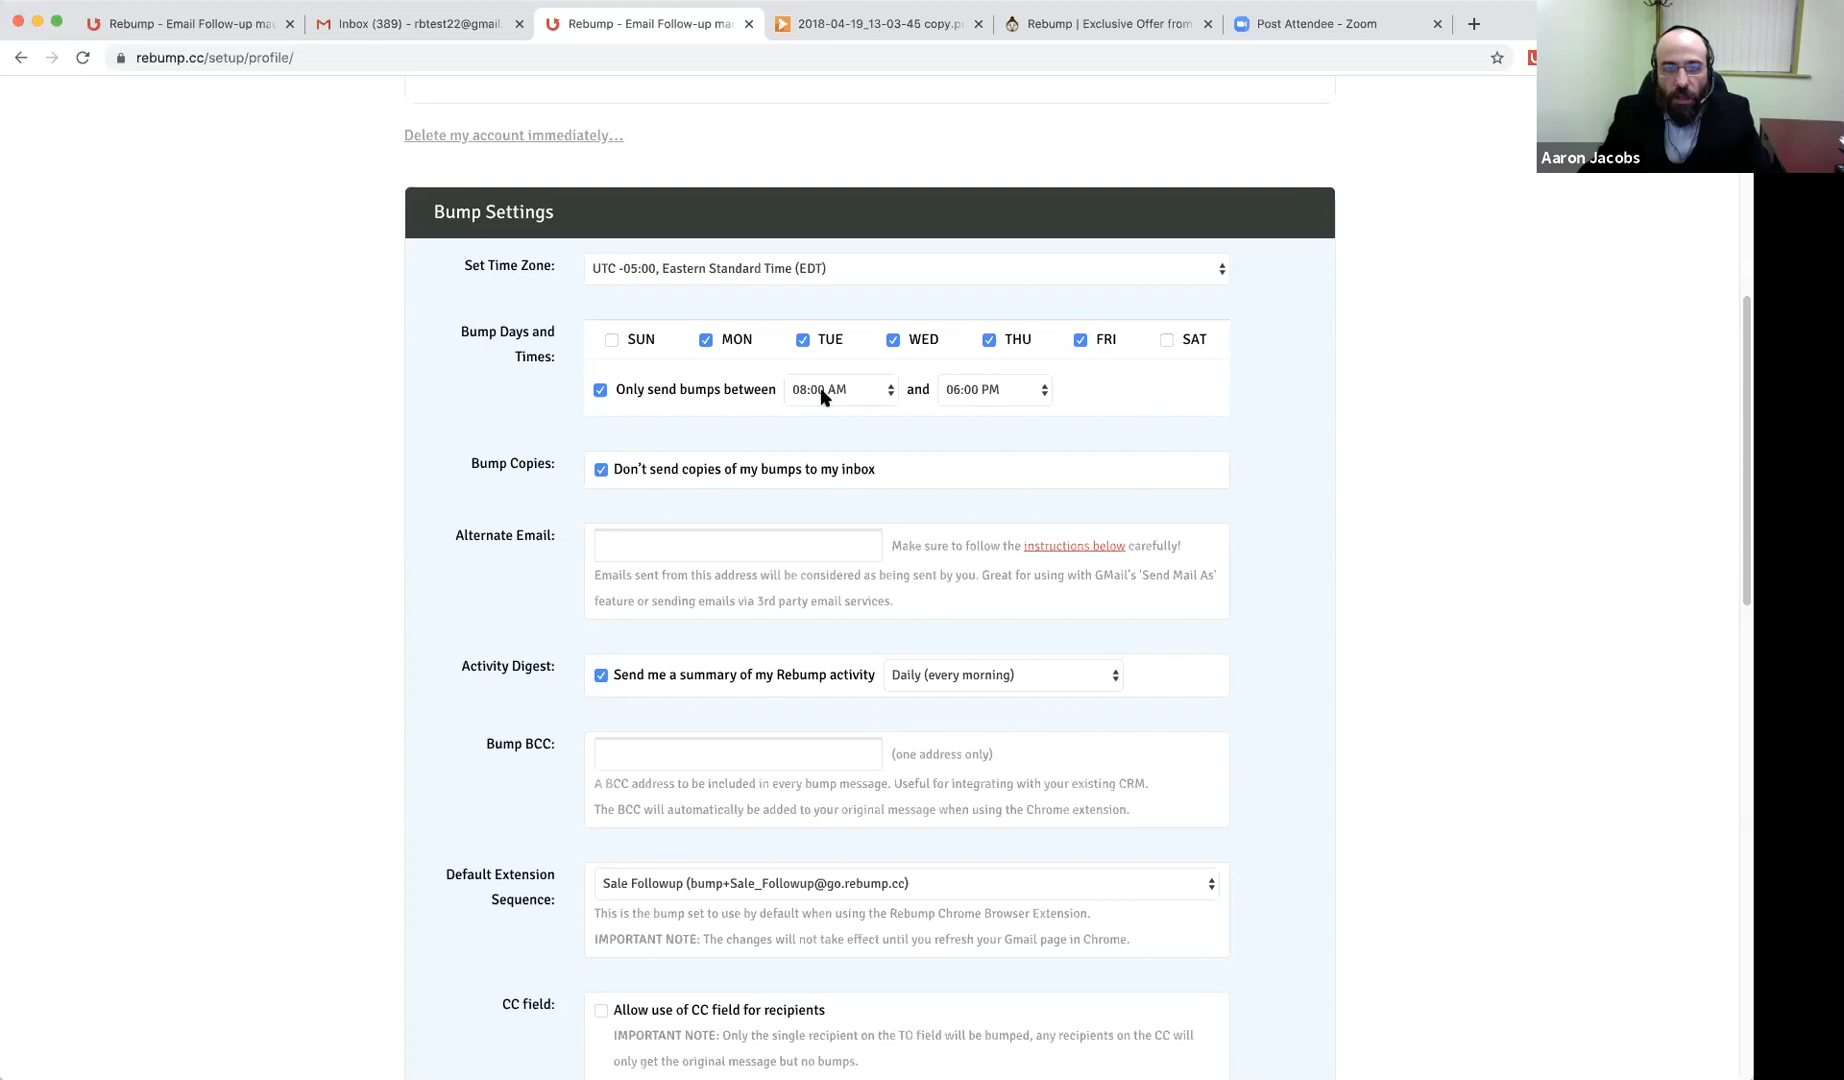 Rebump - Email Follow-up mac
Inbox (389) - rbtest22@gmail.
Rebump - Email Follow-up mac
2018-04-19_13-03-45 copy.p
Rebump | Exclusive Offer from
Post Attendee - Zoom
rebump.cc/setup/profile/
Aaron Jacobs
Delete my account immediately...
Bump Settings
Set Time Zone:
UTC -05:00, Eastern Standard Time (EDT)
Bump Days and
Times:
SUN MON TUE WED THU FRI SAT
Only send bumps between 08:00 AM and 06:00 PM
Bump Copies:
Don't send copies of my bumps to my inbox
Alternate Email:
Make sure to follow the instructions below carefully!
Emails sent from this address will be considered as being sent by you. Great for using with GMail's 'Send Mail As'
feature or sending emails via 3rd party email services.
Activity Digest:
Send me a summary of my Rebump activity Daily (every morning)
Bump BCC:
(one address only)
A BCC address to be included in every bump message. Useful for integrating with your existing CRM.
The BCC will automatically be added to your original message when using the Chrome extension.
Default Extension
Sequence:
Sale Followup (bump+Sale_Followup@go.rebump.cc)
This is the bump set to use by default when using the Rebump Chrome Browser Extension.
IMPORTANT NOTE: The changes will not take effect until you refresh your Gmail page in Chrome.
CC field:
Allow use of CC field for recipients
IMPORTANT NOTE: Only the single recipient on the TO field will be bumped, any recipients on the CC will
only get the original message but no bumps.